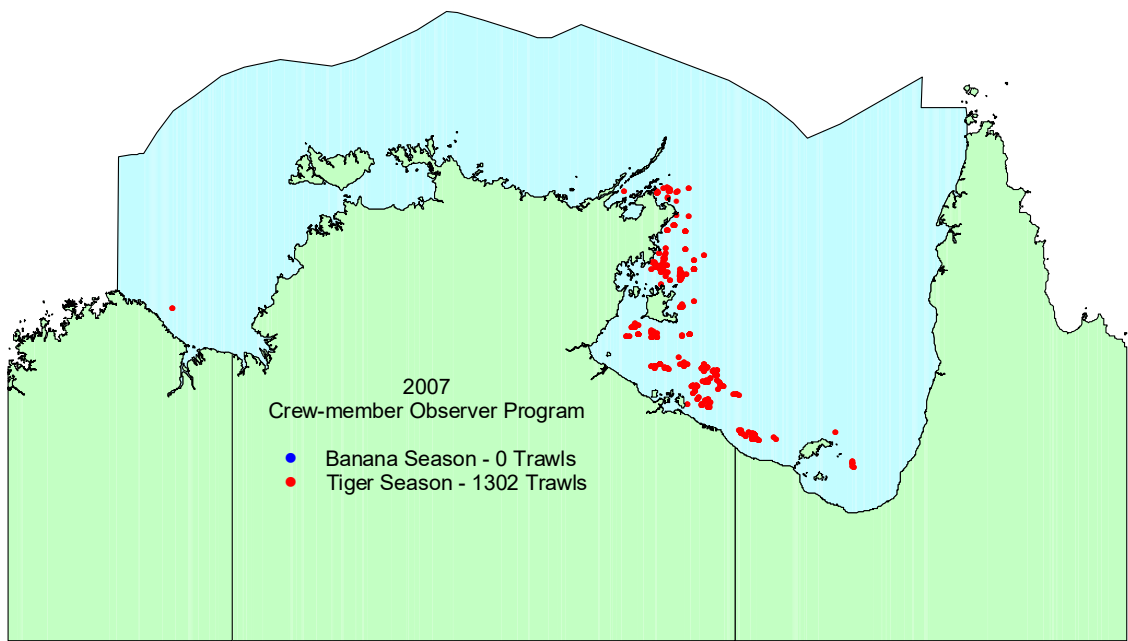 2007
Crew-member Observer Program
Banana Season - 0 Trawls
Tiger Season - 1302 Trawls